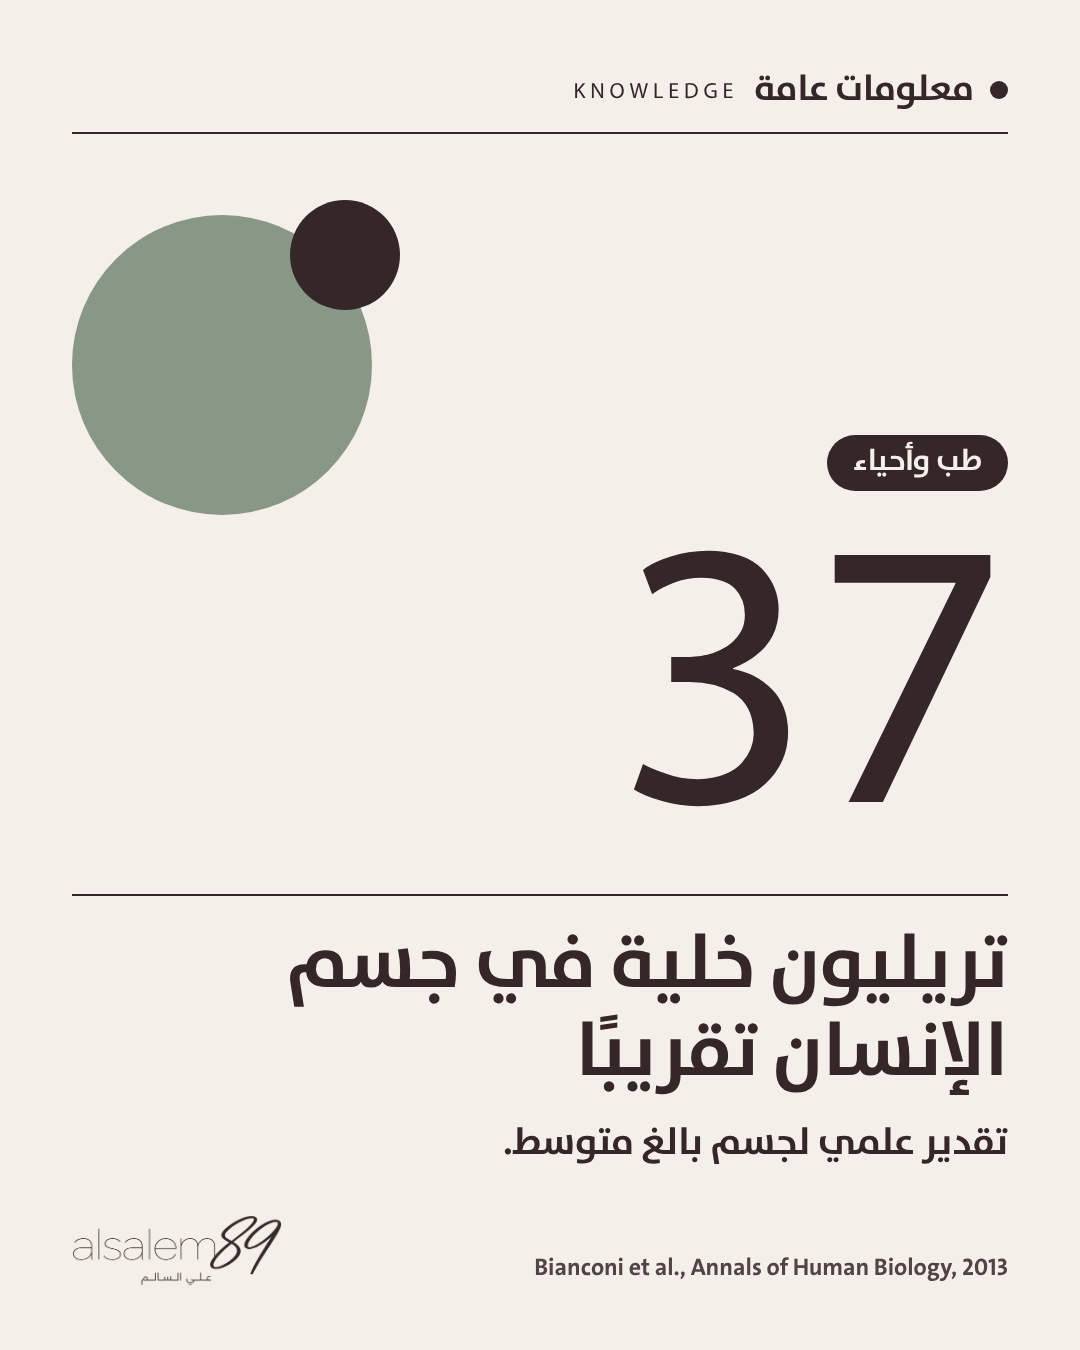 معلومات عامة KNOWLEDGE
طب وأحياء
37
تريليون خلية في جسم
الإنسان تقريبًا
تقدير علمي لجسم بالغ متوسط.
alsalem89
علي السالم
Bianconi et al., Annals of Human Biology, 2013